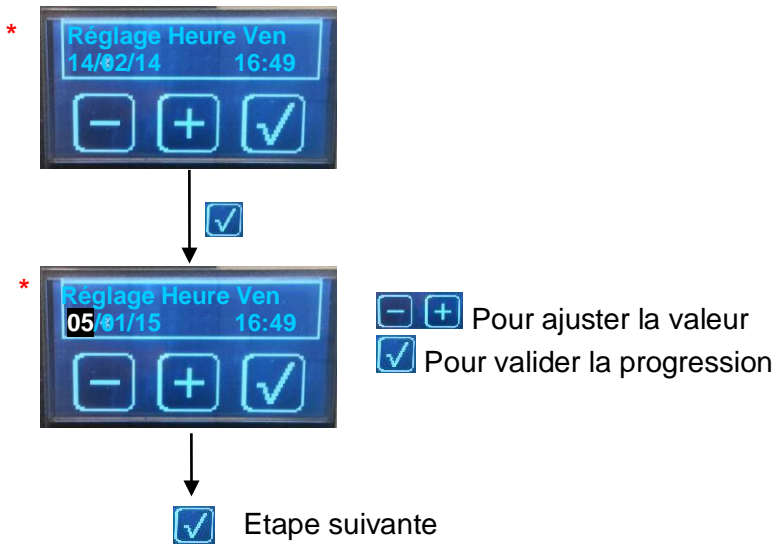 *
Réglage Heure Ven
14/02/14 16:49
*
Réglage Heure Ven
05/01/15 16:49
Pour ajuster la valeur
Pour valider la progression
Etape suivante